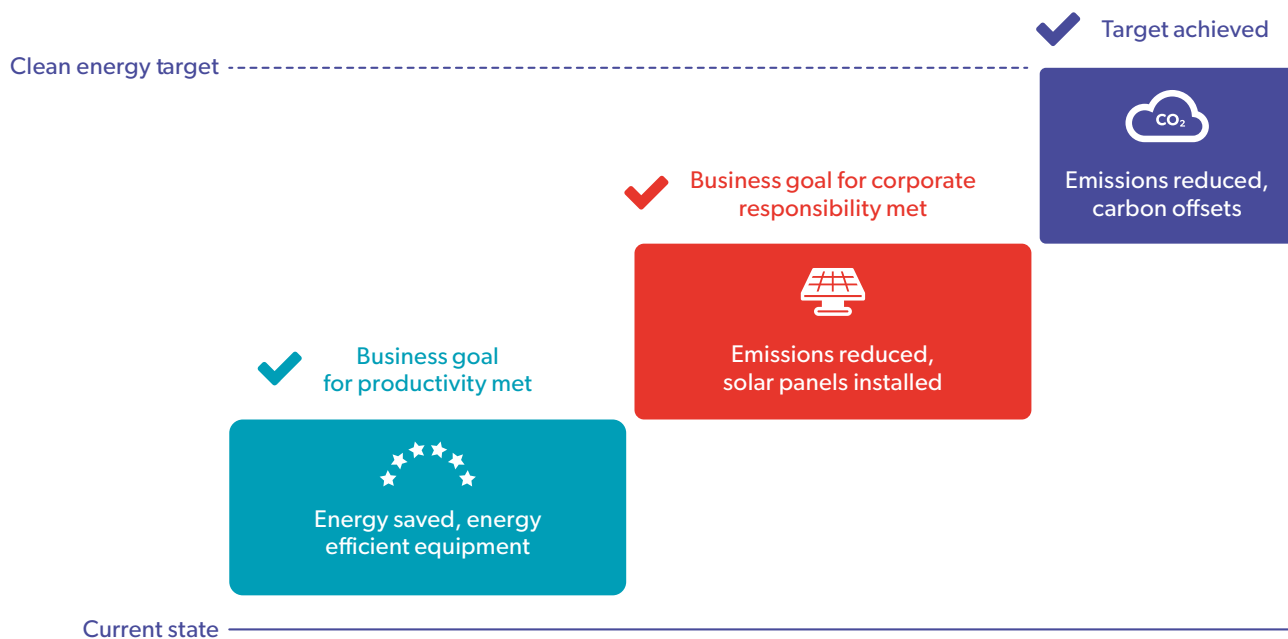 Target achieved
Clean energy target
CO₂
Emissions reduced,
carbon offsets
Business goal for corporate
responsibility met
Emissions reduced,
solar panels installed
Business goal
for productivity met
Energy saved, energy
efficient equipment
Current state